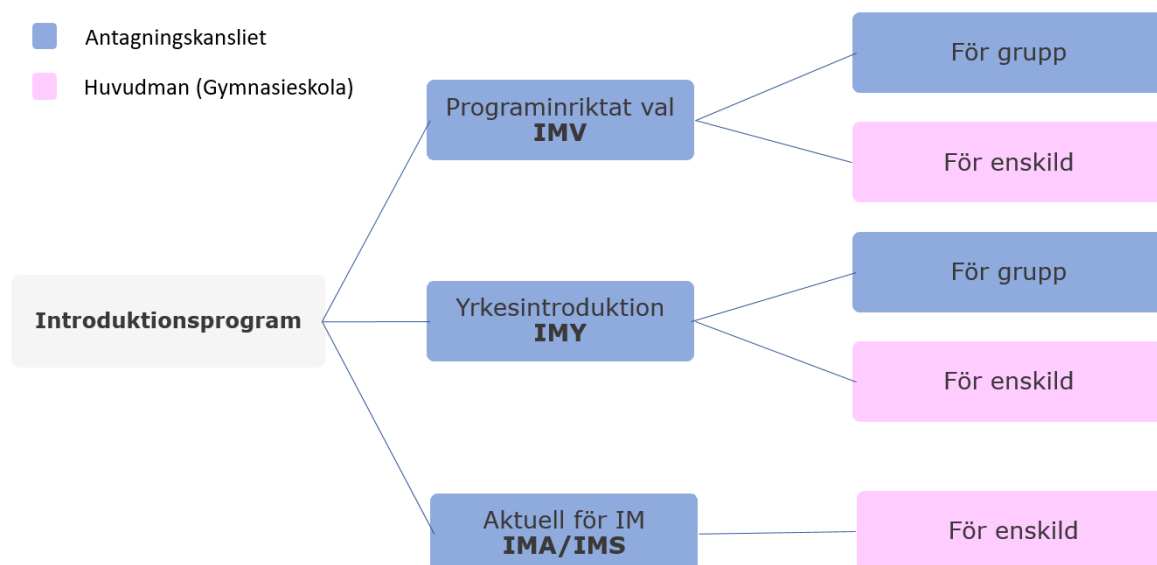 Antagningskansliet
Huvudman (Gymnasieskola)
För grupp
Programinriktat val
IMV
För enskild
För grupp
Yrkesintroduktion
IMY
Introduktionsprogram
För enskild
Aktuell för IM
IMA/IMS
För enskild